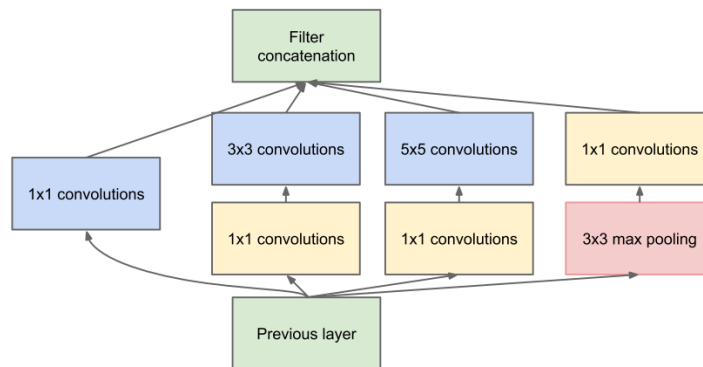 Filter
concatenation
3x3 convolutions
5x5 convolutions
1x1 convolutions
1x1 convolutions
1x1 convolutions
1x1 convolutions
3x3 max pooling
Previous layer